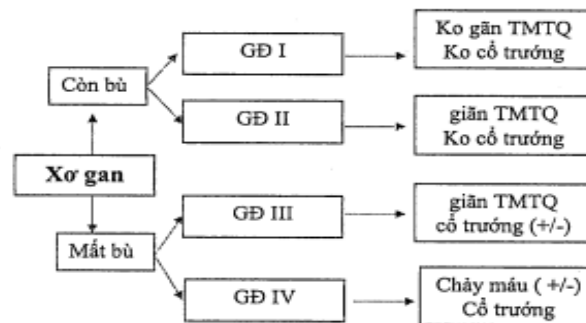 Ko gãn TMTQ
Ko cổ trướng
GĐ I
Còn bù
GĐ II
giãn TMTQ
Ko cổ trướng
Xơ gan
GĐ III
giãn TMTQ
cổ trướng (+/-)
Mất bù
GĐ IV
Chảy máu ( +/-)
Cổ trướng